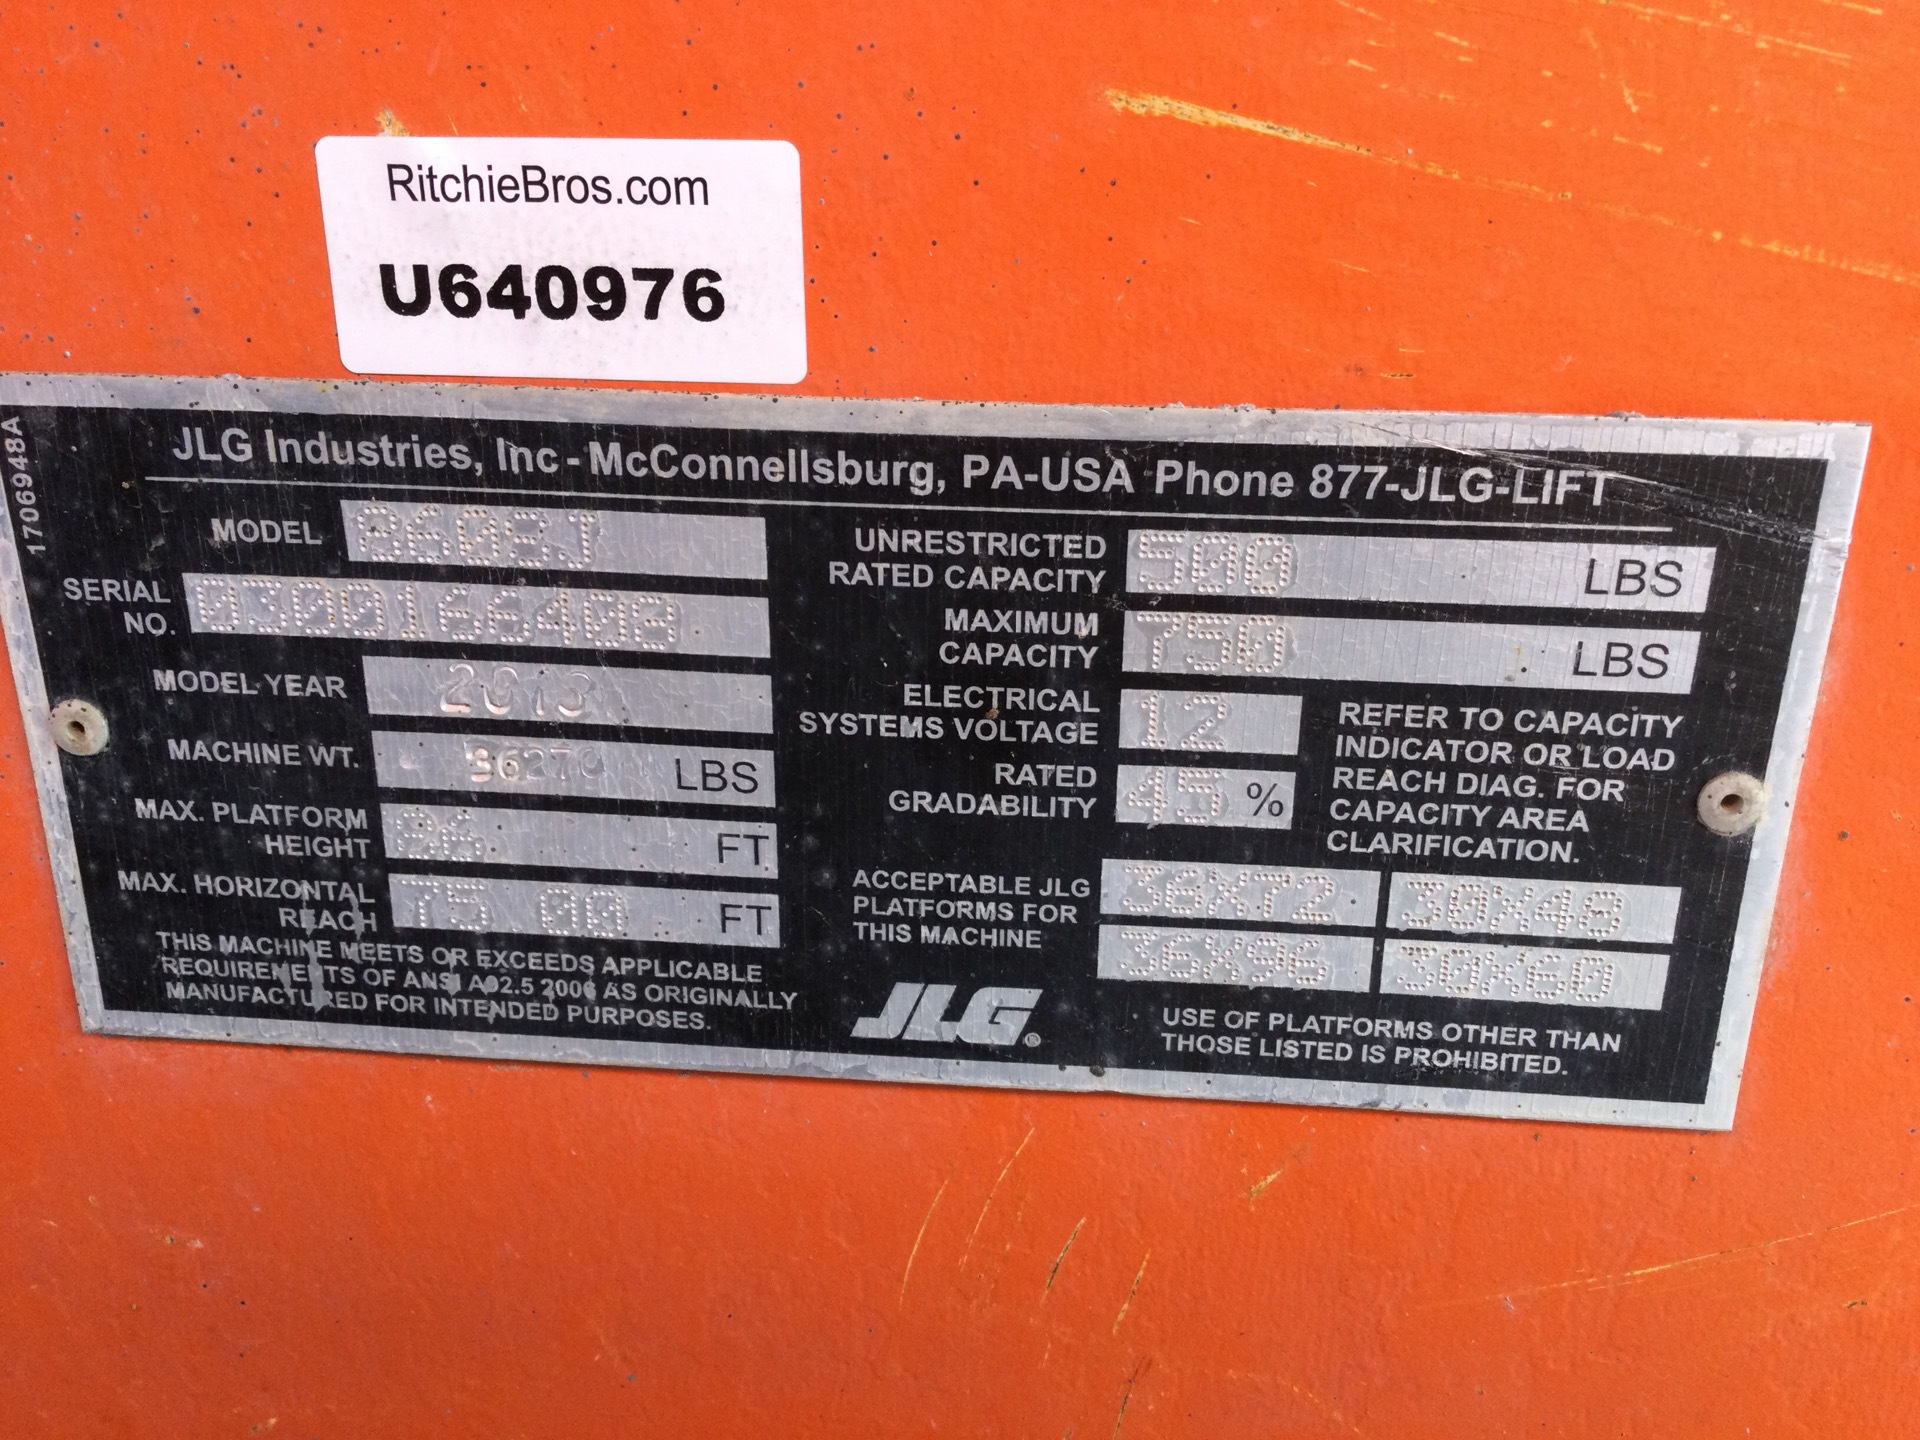 RitchieBros.com
U640976
1706948A
JLG Industries, Inc - McConnellsburg, PA-USA Phone 877-JLG-LIFT
MODEL 860SJ
SERIAL NO. 0300166408
MODEL YEAR 2013
MACHINE WT. LBS
MAX. PLATFORM HEIGHT 86 FT
MAX. HORIZONTAL REACH 75.00 FT
THIS MACHINE MEETS OR EXCEEDS APPLICABLE
REQUIREMENTS OF ANSI A92.5 2006 AS ORIGINALLY
MANUFACTURED FOR INTENDED PURPOSES.
UNRESTRICTED RATED CAPACITY 500 LBS
MAXIMUM CAPACITY 750 LBS
ELECTRICAL SYSTEMS VOLTAGE 12
RATED GRADABILITY 45 %
REFER TO CAPACITY
INDICATOR OR LOAD
REACH DIAG. FOR
CAPACITY AREA
CLARIFICATION.
ACCEPTABLE JLG
PLATFORMS FOR
THIS MACHINE
36X72 30X48
36X96 30X60
JLG®
USE OF PLATFORMS OTHER THAN
THOSE LISTED IS PROHIBITED.